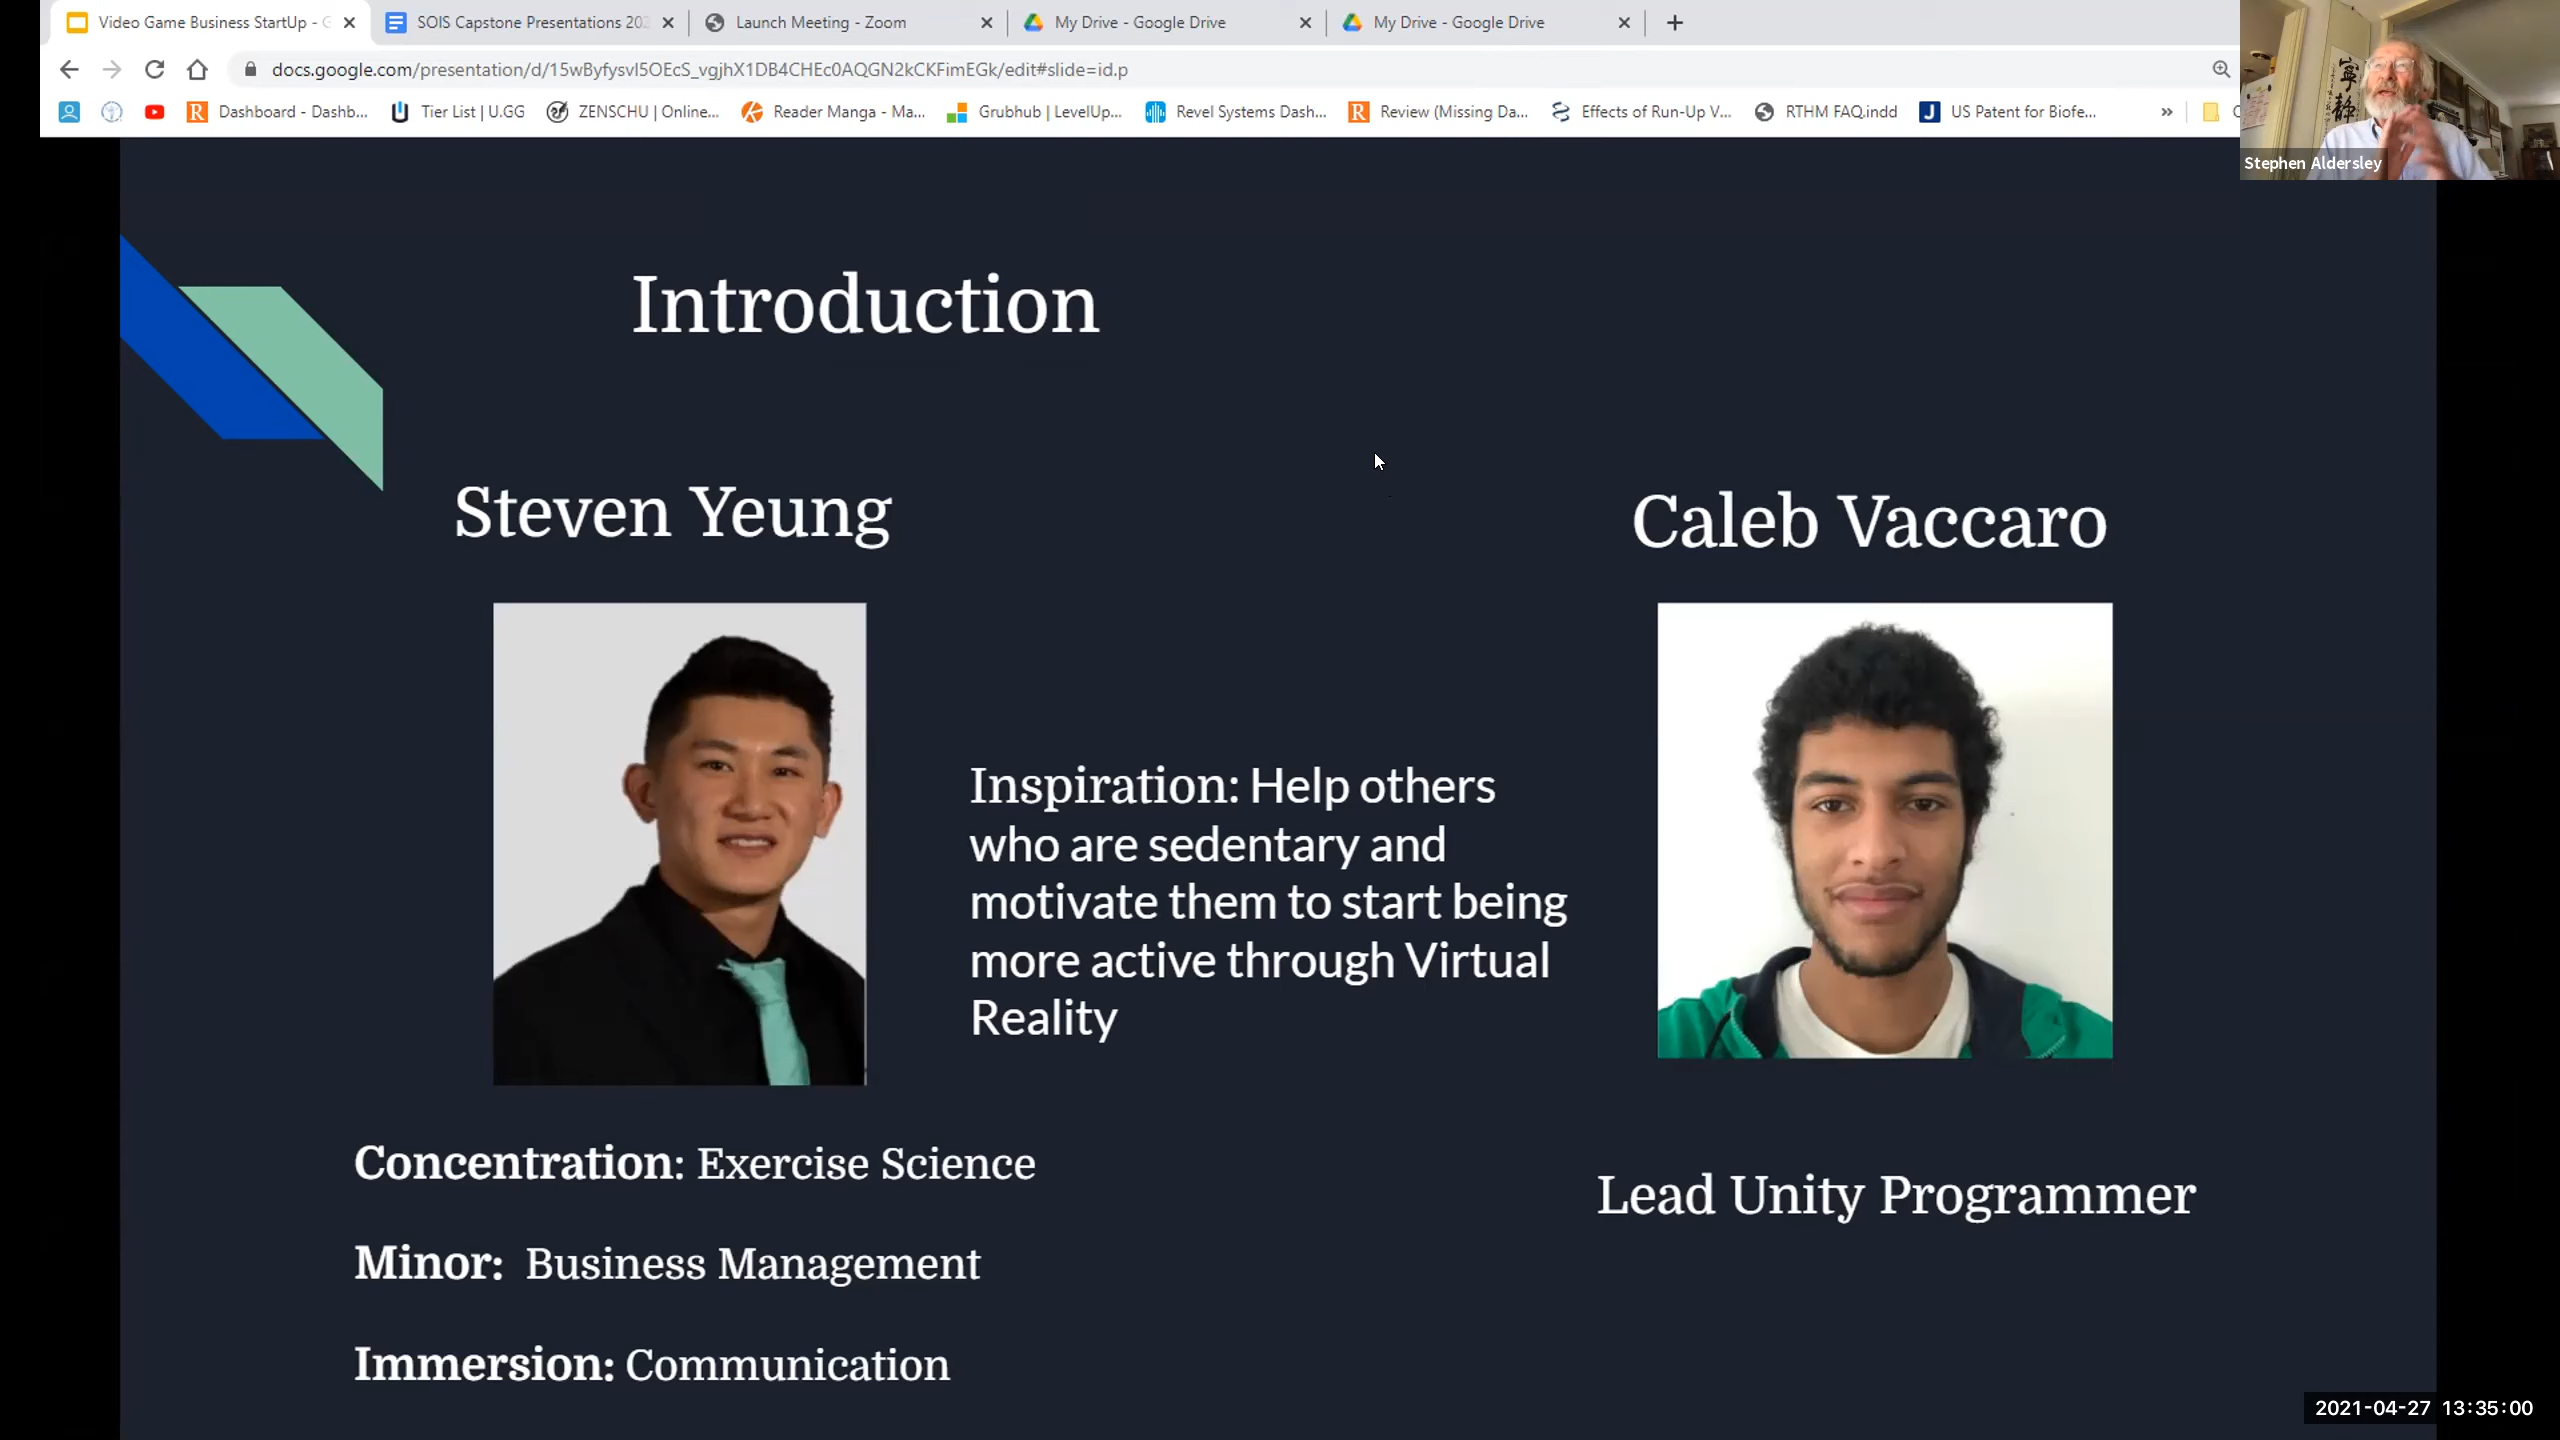 Video Game Business StartUp - G
SOIS Capstone Presentations 202
Launch Meeting - Zoom
My Drive - Google Drive
My Drive - Google Drive
docs.google.com/presentation/d/15wByfysvI5OEcS_vgjhX1DB4CHEc0AQGN2kCKFimEGk/edit#slide=id.p
Dashboard - Dashb...
Tier List | U.GG
ZENSCHU | Online...
Reader Manga - Ma...
Grubhub | LevelUp...
Revel Systems Dash...
Review (Missing Da...
Effects of Run-Up V...
RTHM FAQ.indd
US Patent for Biofe...
寧静
Stephen Aldersley
Introduction
Steven Yeung
Caleb Vaccaro
Inspiration: Help others
who are sedentary and
motivate them to start being
more active through Virtual
Reality
Concentration: Exercise Science
Minor: Business Management
Immersion: Communication
Lead Unity Programmer
2021-04-27 13:35:00